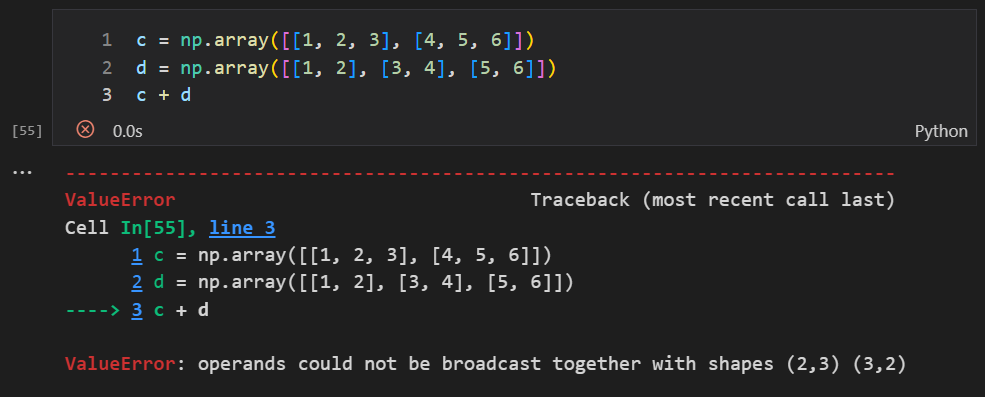 1 c = np.array([[1, 2, 3], [4, 5, 6]])
2 d = np.array([[1, 2], [3, 4], [5, 6]])
3 c + d
[55] 0.0s Python
... --------------------------------------------------------------------------- 
ValueError Traceback (most recent call last)
Cell In[55], line 3
1 c = np.array([[1, 2, 3], [4, 5, 6]])
2 d = np.array([[1, 2], [3, 4], [5, 6]])
----> 3 c + d
ValueError: operands could not be broadcast together with shapes (2,3) (3,2)